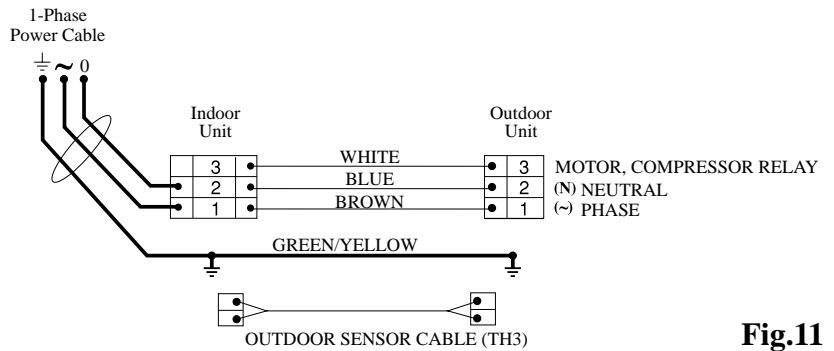 1-Phase
Power Cable
~ 0
Indoor
Unit
Outdoor
Unit
3 WHITE 3 MOTOR, COMPRESSOR RELAY
2 BLUE 2 (N) NEUTRAL
1 BROWN 1 (~) PHASE
GREEN/YELLOW
OUTDOOR SENSOR CABLE (TH3)
Fig.11